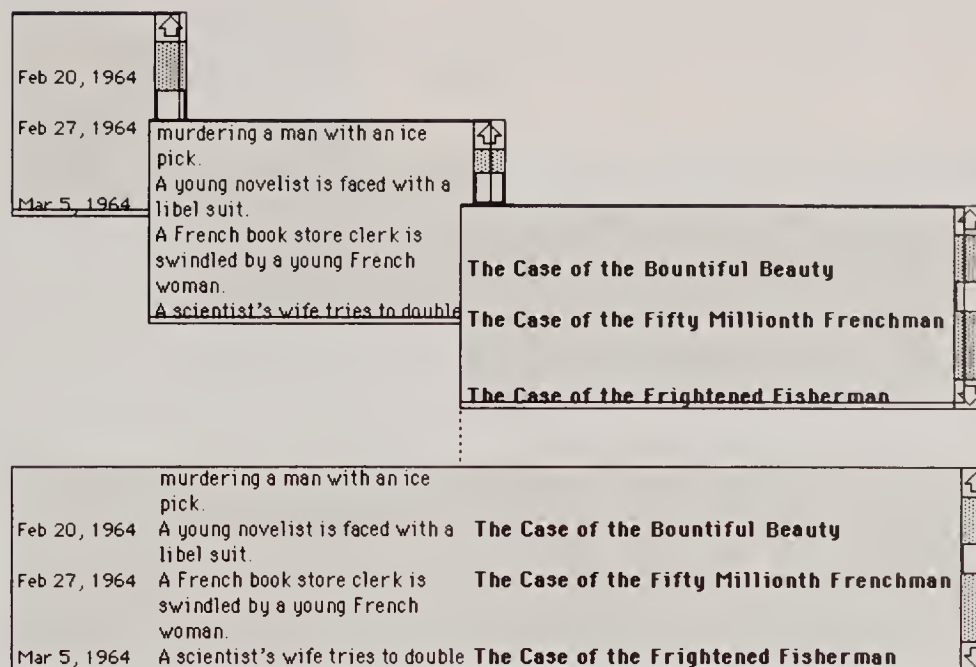 Feb 20, 1964
Feb 27, 1964
Mar 5, 1964
murdering a man with an ice
pick.
A young novelist is faced with a
libel suit.
A French book store clerk is
swindled by a young French
woman.
A scientist's wife tries to double
The Case of the Bountiful Beauty
The Case of the Fifty Millionth Frenchman
The Case of the Frightened Fisherman
murdering a man with an ice
pick.
Feb 20, 1964 A young novelist is faced with a The Case of the Bountiful Beauty
libel suit.
Feb 27, 1964 A French book store clerk is The Case of the Fifty Millionth Frenchman
swindled by a young French
woman.
Mar 5, 1964 A scientist's wife tries to double The Case of the Frightened Fisherman